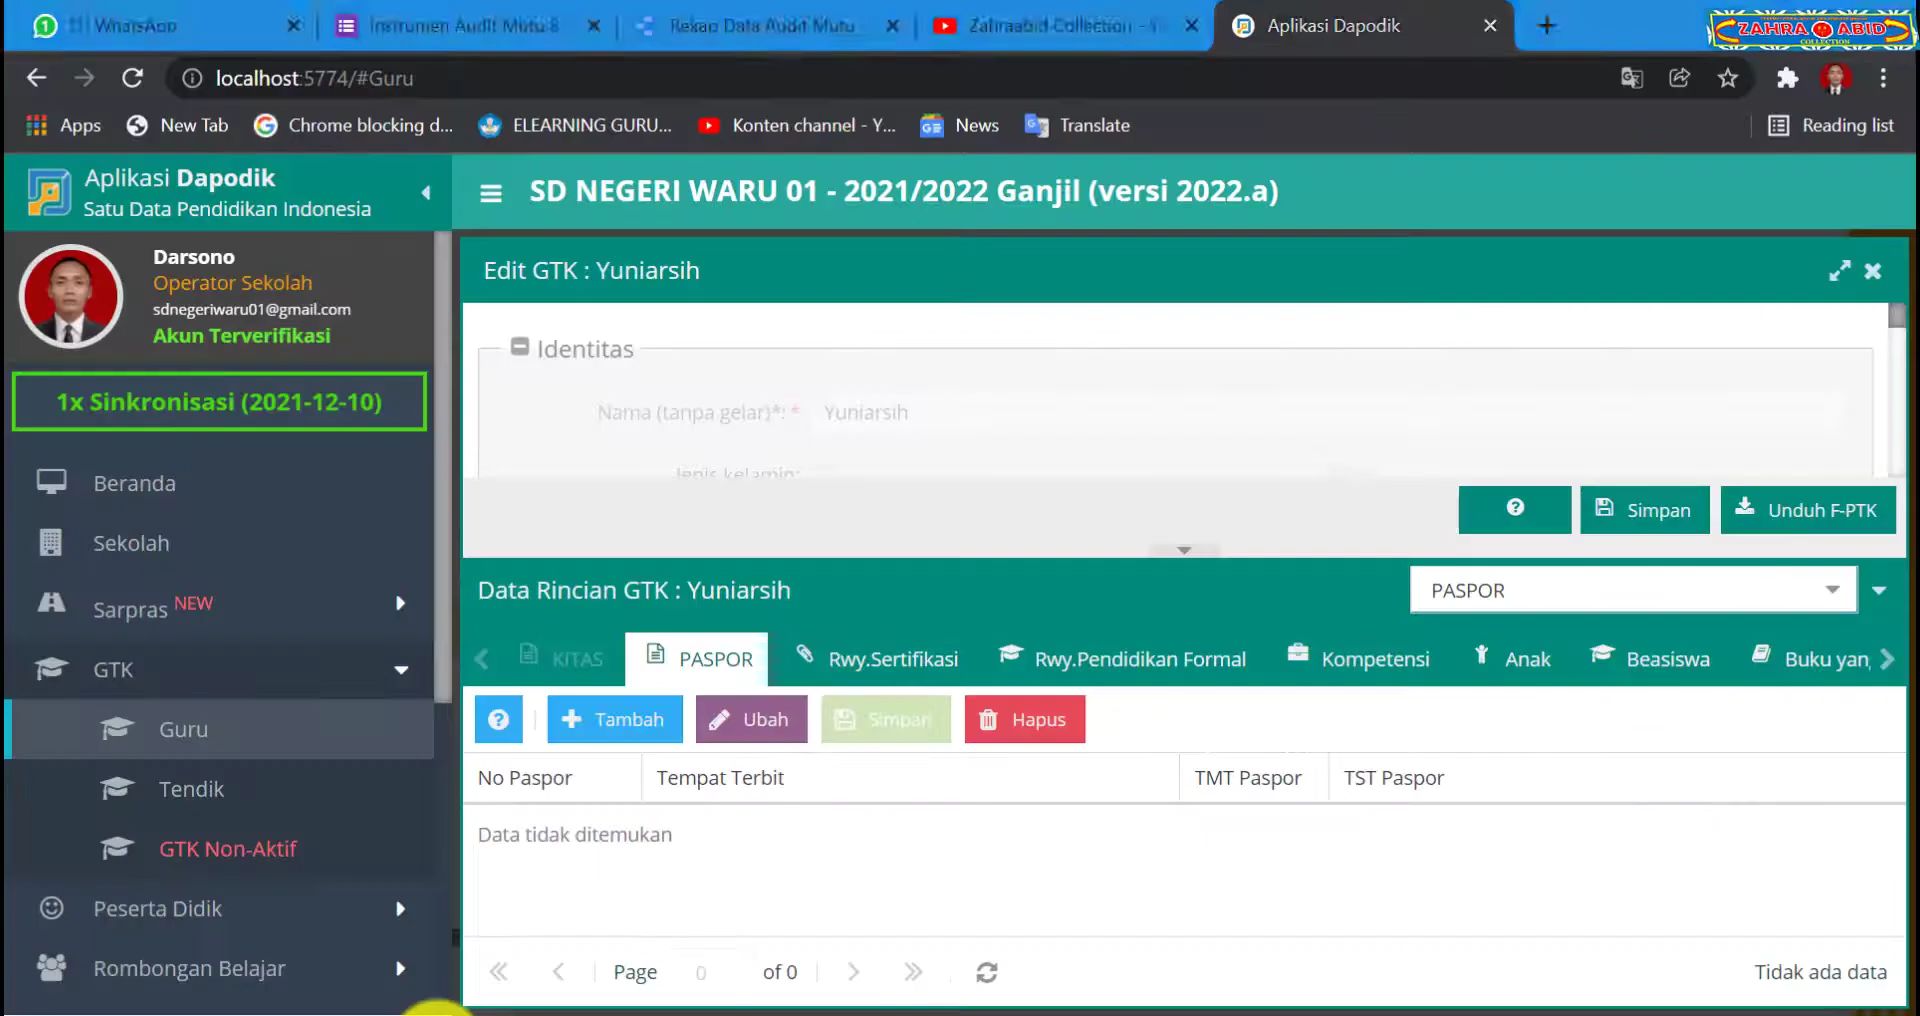 WhatsApp
Instrumen Audit Mutu 8
Rekap Data Audit Mutu
Zahraabid Collection - Y
Aplikasi Dapodik
ZAHRA ABID
COLLECTION
localhost:5774/#Guru
Apps
New Tab
Chrome blocking d...
ELEARNING GURU...
Konten channel - Y...
News
Translate
Reading list
Aplikasi Dapodik
Satu Data Pendidikan Indonesia
SD NEGERI WARU 01 - 2021/2022 Ganjil (versi 2022.a)
Darsono
Operator Sekolah
sdnegeriwaru01@gmail.com
Akun Terverifikasi
1x Sinkronisasi (2021-12-10)
Beranda
Sekolah
Sarpras NEW
GTK
Guru
Tendik
GTK Non-Aktif
Peserta Didik
Rombongan Belajar
Edit GTK : Yuniarsih
Identitas
Nama (tanpa gelar)*: * Yuniarsih
Jenis kelamin:
Simpan
Unduh F-PTK
Data Rincian GTK : Yuniarsih
PASPOR
KITAS
PASPOR
Rwy.Sertifikasi
Rwy.Pendidikan Formal
Kompetensi
Anak
Beasiswa
Buku yan
Tambah
Ubah
Simpan
Hapus
No Paspor
Tempat Terbit
TMT Paspor
TST Paspor
Data tidak ditemukan
Page 0 of 0
Tidak ada data